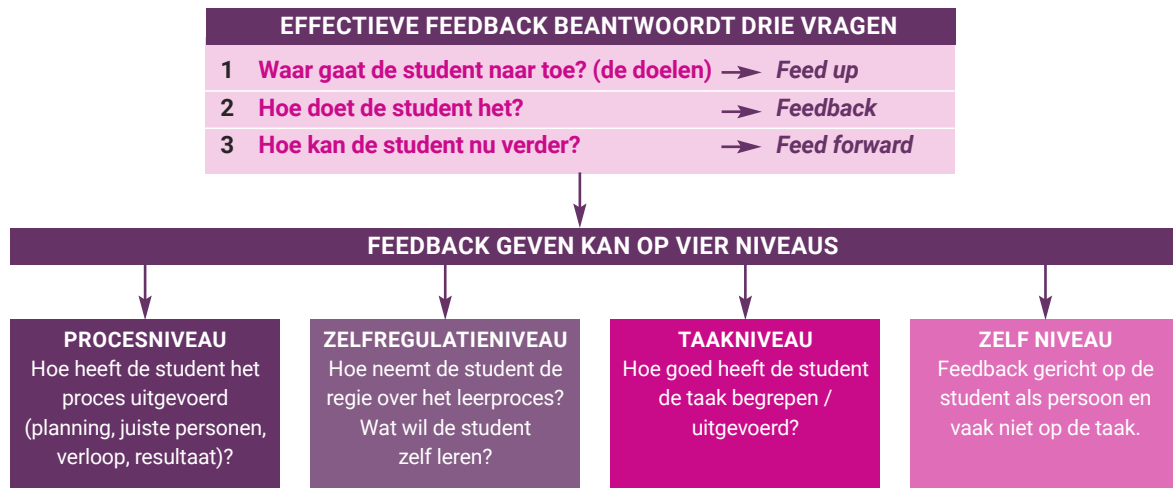 EFFECTIEVE FEEDBACK BEANTWOORDT DRIE VRAGEN
1 Waar gaat de student naar toe? (de doelen) Feed up
2 Hoe doet de student het? Feedback
3 Hoe kan de student nu verder? Feed forward
FEEDBACK GEVEN KAN OP VIER NIVEAUS
PROCESNIVEAU
Hoe heeft de student het
proces uitgevoerd
(planning, juiste personen,
verloop, resultaat)?
ZELFREGULATIENIVEAU
Hoe neemt de student de
regie over het leerproces?
Wat wil de student
zelf leren?
TAAKNIVEAU
Hoe goed heeft de student
de taak begrepen /
uitgevoerd?
ZELF NIVEAU
Feedback gericht op de
student als persoon en
vaak niet op de taak.